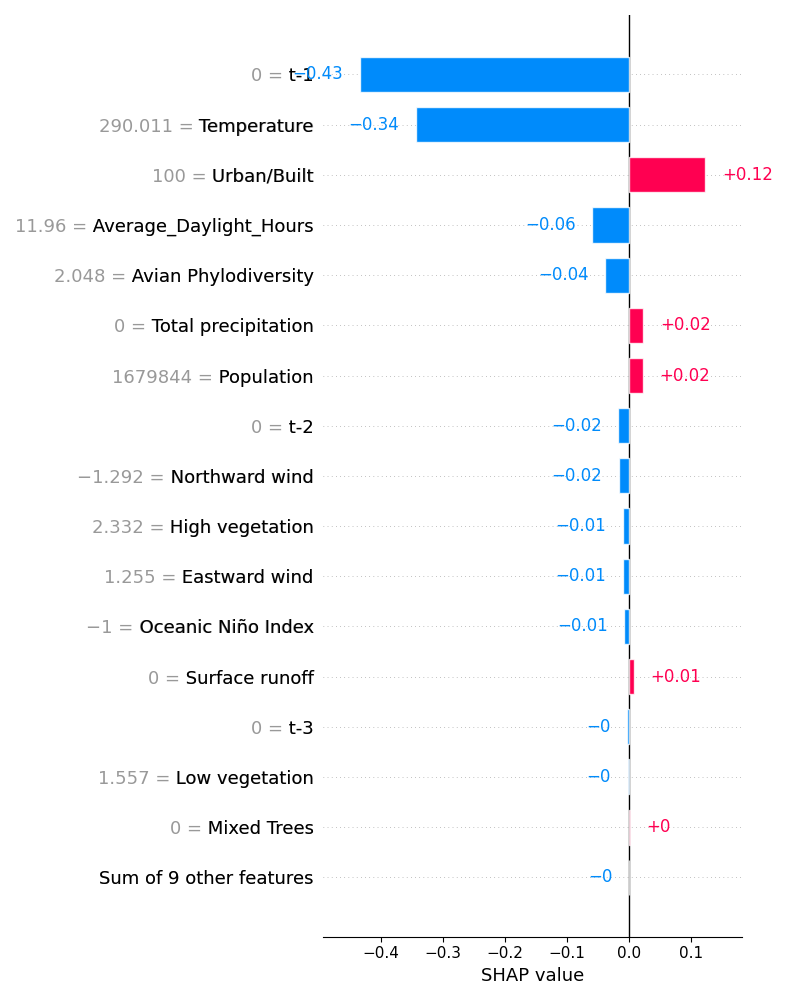 0 = t-1 −0.43
290.011 = Temperature −0.34
100 = Urban/Built +0.12
11.96 = Average_Daylight_Hours −0.06
2.048 = Avian Phylodiversity −0.04
0 = Total precipitation +0.02
1679844 = Population +0.02
0 = t-2 −0.02
−1.292 = Northward wind −0.02
2.332 = High vegetation −0.01
1.255 = Eastward wind −0.01
−1 = Oceanic Niño Index −0.01
0 = Surface runoff +0.01
0 = t-3 −0
1.557 = Low vegetation −0
0 = Mixed Trees +0
Sum of 9 other features −0
−0.4 −0.3 −0.2 −0.1 0.0 0.1
SHAP value